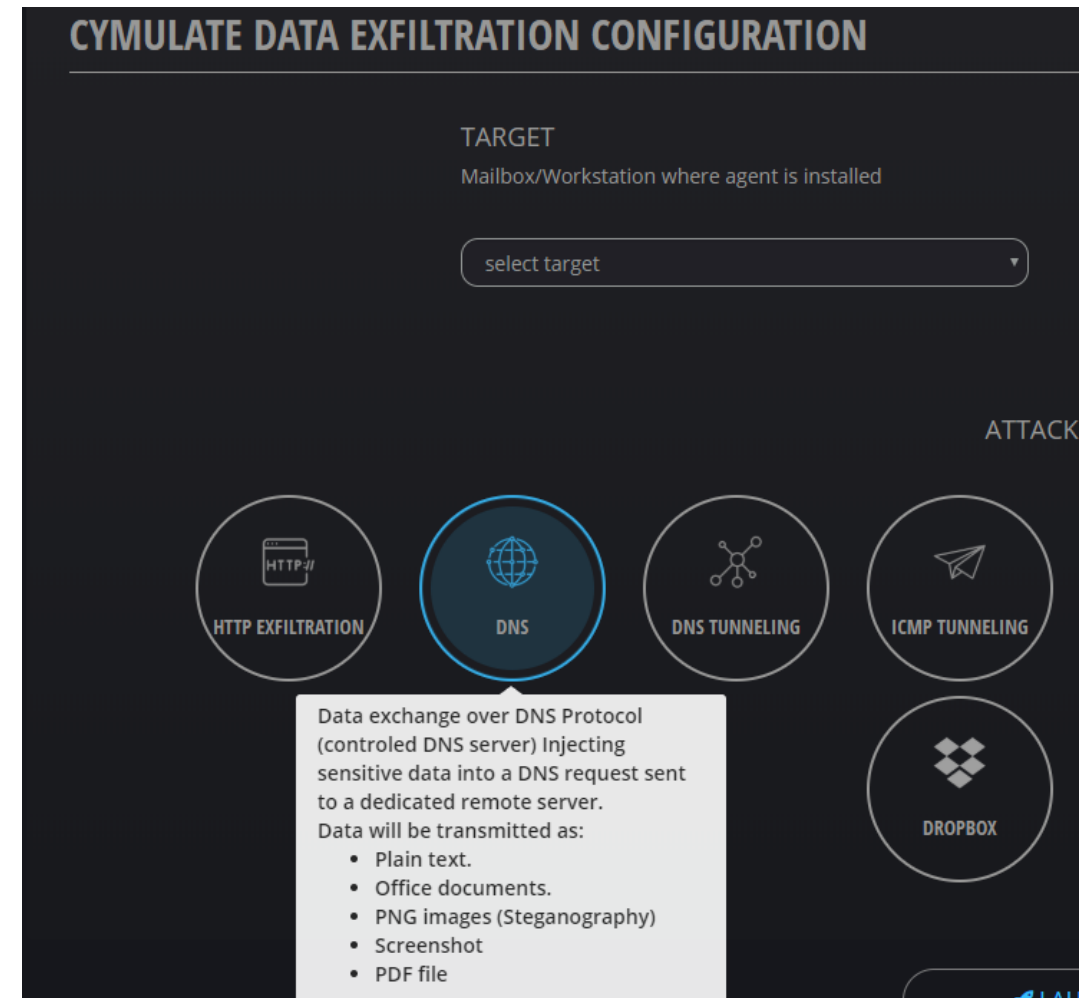 CYMULATE DATA EXFILTRATION CONFIGURATION
TARGET
Mailbox/Workstation where agent is installed
select target
ATTACK
HTTP://
HTTP EXFILTRATION
DNS
DNS TUNNELING
ICMP TUNNELING
Data exchange over DNS Protocol
(controled DNS server) Injecting
sensitive data into a DNS request sent
to a dedicated remote server.
Data will be transmitted as:
• Plain text.
• Office documents.
• PNG images (Steganography)
• Screenshot
• PDF file
DROPBOX